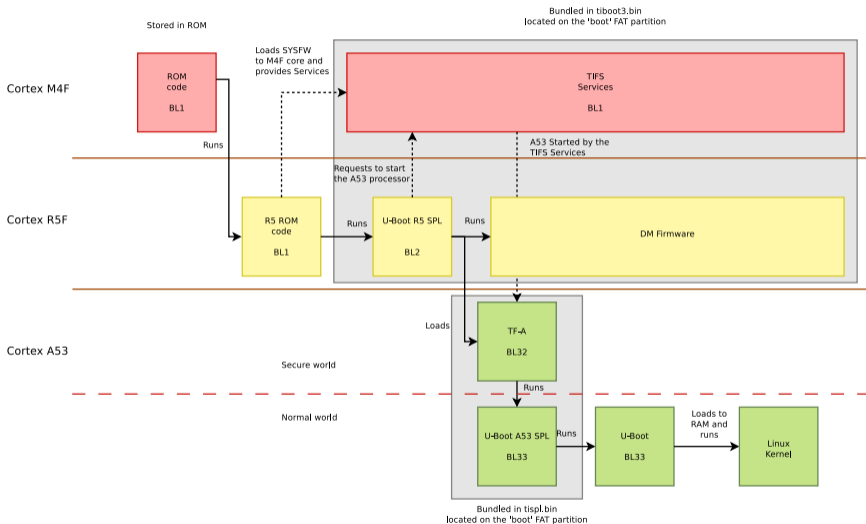 Bundled in tiboot3.bin
located on the 'boot' FAT partition
Stored in ROM
Loads SYSFW
to M4F core and
provides Services
Cortex M4F
ROM
code
BL1
TIFS
Services
BL1
Runs
A53 Started by the
TIFS Services
Requests to start
the A53 processor
Cortex R5F
R5 ROM
code
BL1
Runs
U-Boot R5 SPL
BL2
Runs
DM Firmware
Cortex A53
Loads
TF-A
BL32
Secure world
Runs
Normal world
U-Boot A53 SPL
BL33
Runs
U-Boot
BL33
Loads to
RAM and
runs
Linux
Kernel
Bundled in tispl.bin
located on the 'boot' FAT partition